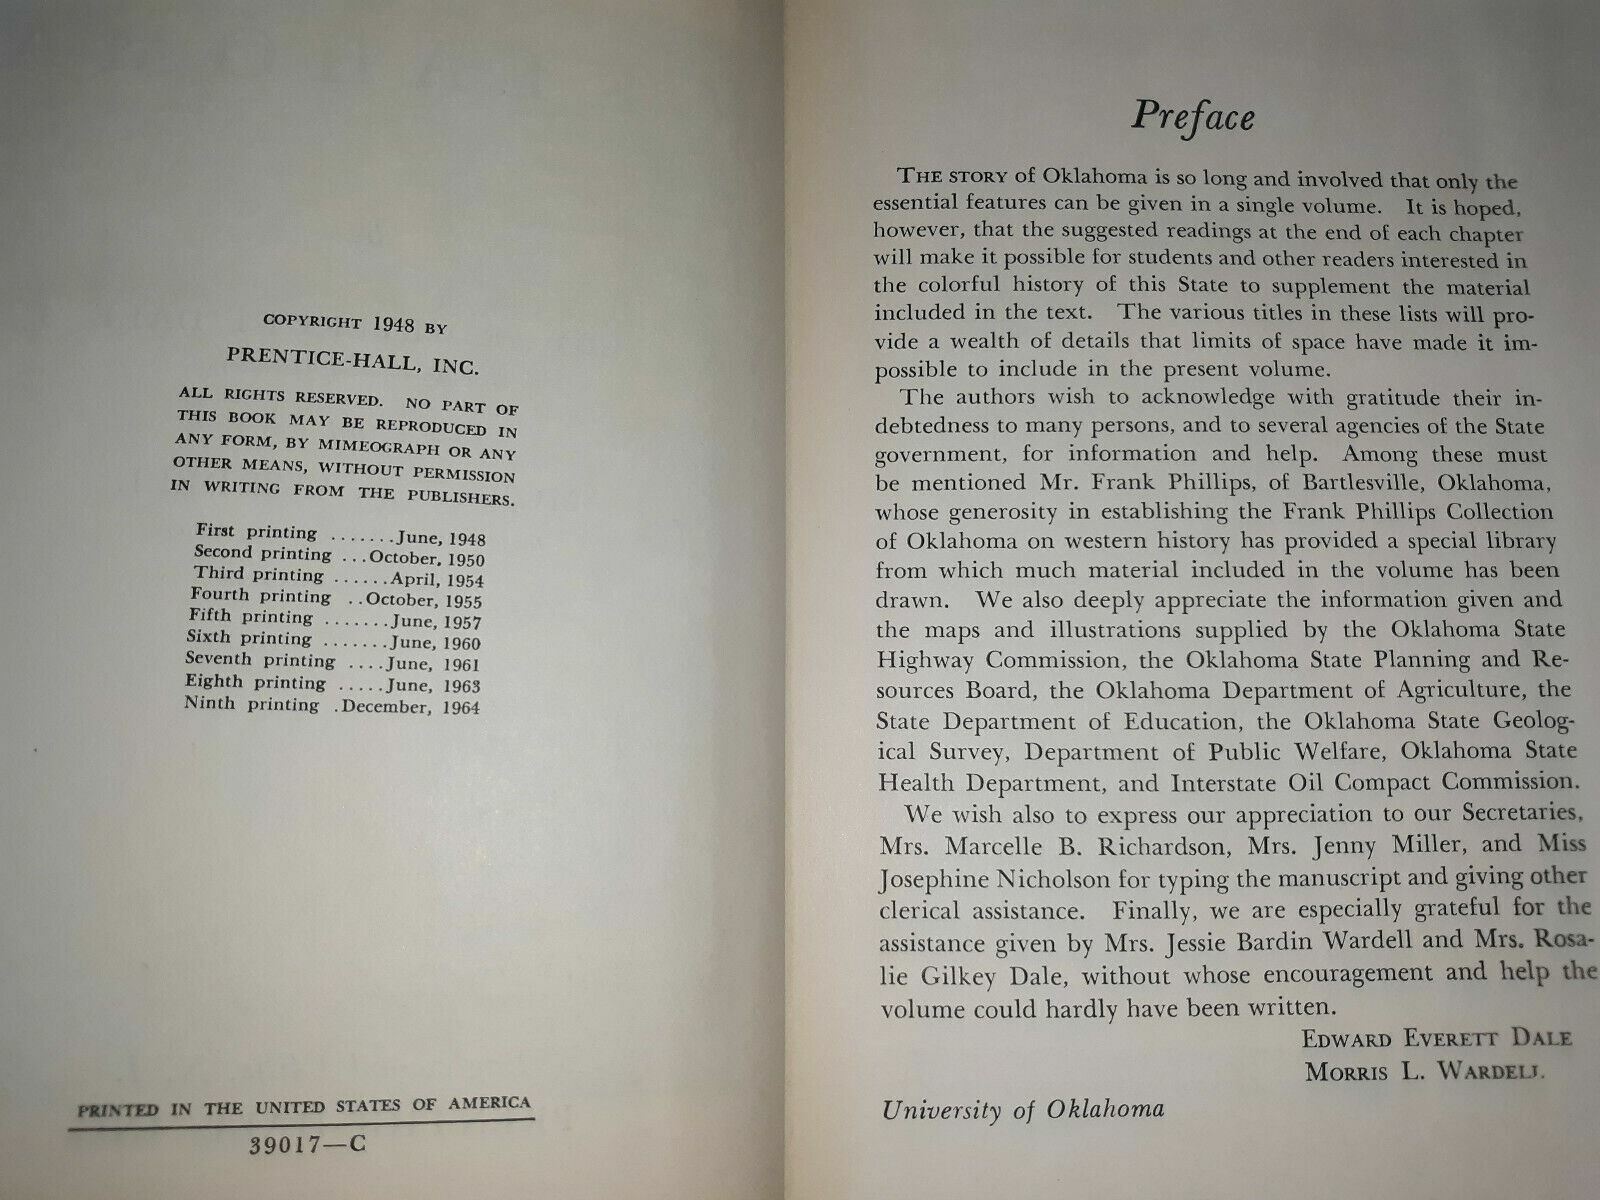 COPYRIGHT 1948 BY
PRENTICE-HALL, INC.
ALL RIGHTS RESERVED. NO PART OF
THIS BOOK MAY BE REPRODUCED IN
ANY FORM, BY MIMEOGRAPH OR ANY
OTHER MEANS, WITHOUT PERMISSION
IN WRITING FROM THE PUBLISHERS.
First printing .......June, 1948
Second printing ...October, 1950
Third printing ......April, 1954
Fourth printing ..October, 1955
Fifth printing .......June, 1957
Sixth printing .......June, 1960
Seventh printing ....June, 1961
Eighth printing .....June, 1963
Ninth printing .December, 1964
PRINTED IN THE UNITED STATES OF AMERICA
39017—C
Preface
THE STORY of Oklahoma is so long and involved that only the
essential features can be given in a single volume. It is hoped,
however, that the suggested readings at the end of each chapter
will make it possible for students and other readers interested in
the colorful history of this State to supplement the material
included in the text. The various titles in these lists will pro-
vide a wealth of details that limits of space have made it im-
possible to include in the present volume.
The authors wish to acknowledge with gratitude their in-
debtedness to many persons, and to several agencies of the State
government, for information and help. Among these must
be mentioned Mr. Frank Phillips, of Bartlesville, Oklahoma,
whose generosity in establishing the Frank Phillips Collection
of Oklahoma on western history has provided a special library
from which much material included in the volume has been
drawn. We also deeply appreciate the information given and
the maps and illustrations supplied by the Oklahoma State
Highway Commission, the Oklahoma State Planning and Re-
sources Board, the Oklahoma Department of Agriculture, the
State Department of Education, the Oklahoma State Geolog-
ical Survey, Department of Public Welfare, Oklahoma State
Health Department, and Interstate Oil Compact Commission.
We wish also to express our appreciation to our Secretaries,
Mrs. Marcelle B. Richardson, Mrs. Jenny Miller, and Miss
Josephine Nicholson for typing the manuscript and giving other
clerical assistance. Finally, we are especially grateful for the
assistance given by Mrs. Jessie Bardin Wardell and Mrs. Rosa-
lie Gilkey Dale, without whose encouragement and help the
volume could hardly have been written.
EDWARD EVERETT DALE
MORRIS L. WARDELL
University of Oklahoma